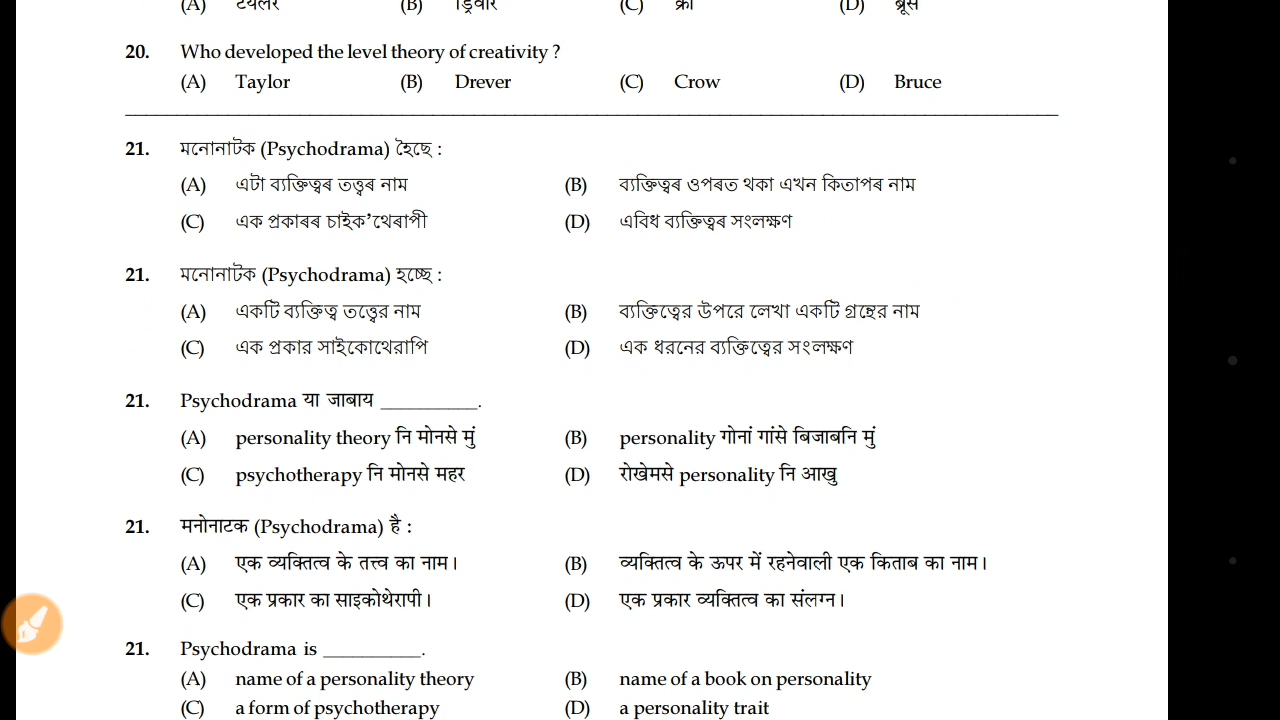 (A) टेयलर (B) ड्रिवार (C) क्रो (D) ब्रूस
20. Who developed the level theory of creativity ?
(A) Taylor (B) Drever (C) Crow (D) Bruce
21. মনোনাটক (Psychodrama) হৈছে :
(A) এটা ব্যক্তিত্বৰ তত্ত্বৰ নাম (B) ব্যক্তিত্বৰ ওপৰত থকা এখন কিতাপৰ নাম
(C) এক প্ৰকাৰৰ চাইক’থেৰাপী (D) এবিধ ব্যক্তিত্বৰ সংলক্ষণ
21. মনোনাটক (Psychodrama) হচ্ছে :
(A) একটি ব্যক্তিত্ব তত্ত্বের নাম (B) ব্যক্তিত্বের উপরে লেখা একটি গ্রন্থের নাম
(C) এক প্রকার সাইকোথেরাপি (D) এক ধরনের ব্যক্তিত্বের সংলক্ষণ
21. Psychodrama या जाबाय __________.
(A) personality theory नि मोनसे मुं (B) personality गोनां गांसे बिजाबनि मुं
(C) psychotherapy नि मोनसे महर (D) रोखेमसे personality नि आखु
21. मनोनाटक (Psychodrama) है :
(A) एक व्यक्तित्व के तत्त्व का नाम। (B) व्यक्तित्व के ऊपर में रहनेवाली एक किताब का नाम।
(C) एक प्रकार का साइकोथेरापी। (D) एक प्रकार व्यक्तित्व का संलग्न।
21. Psychodrama is __________.
(A) name of a personality theory (B) name of a book on personality
(C) a form of psychotherapy (D) a personality trait